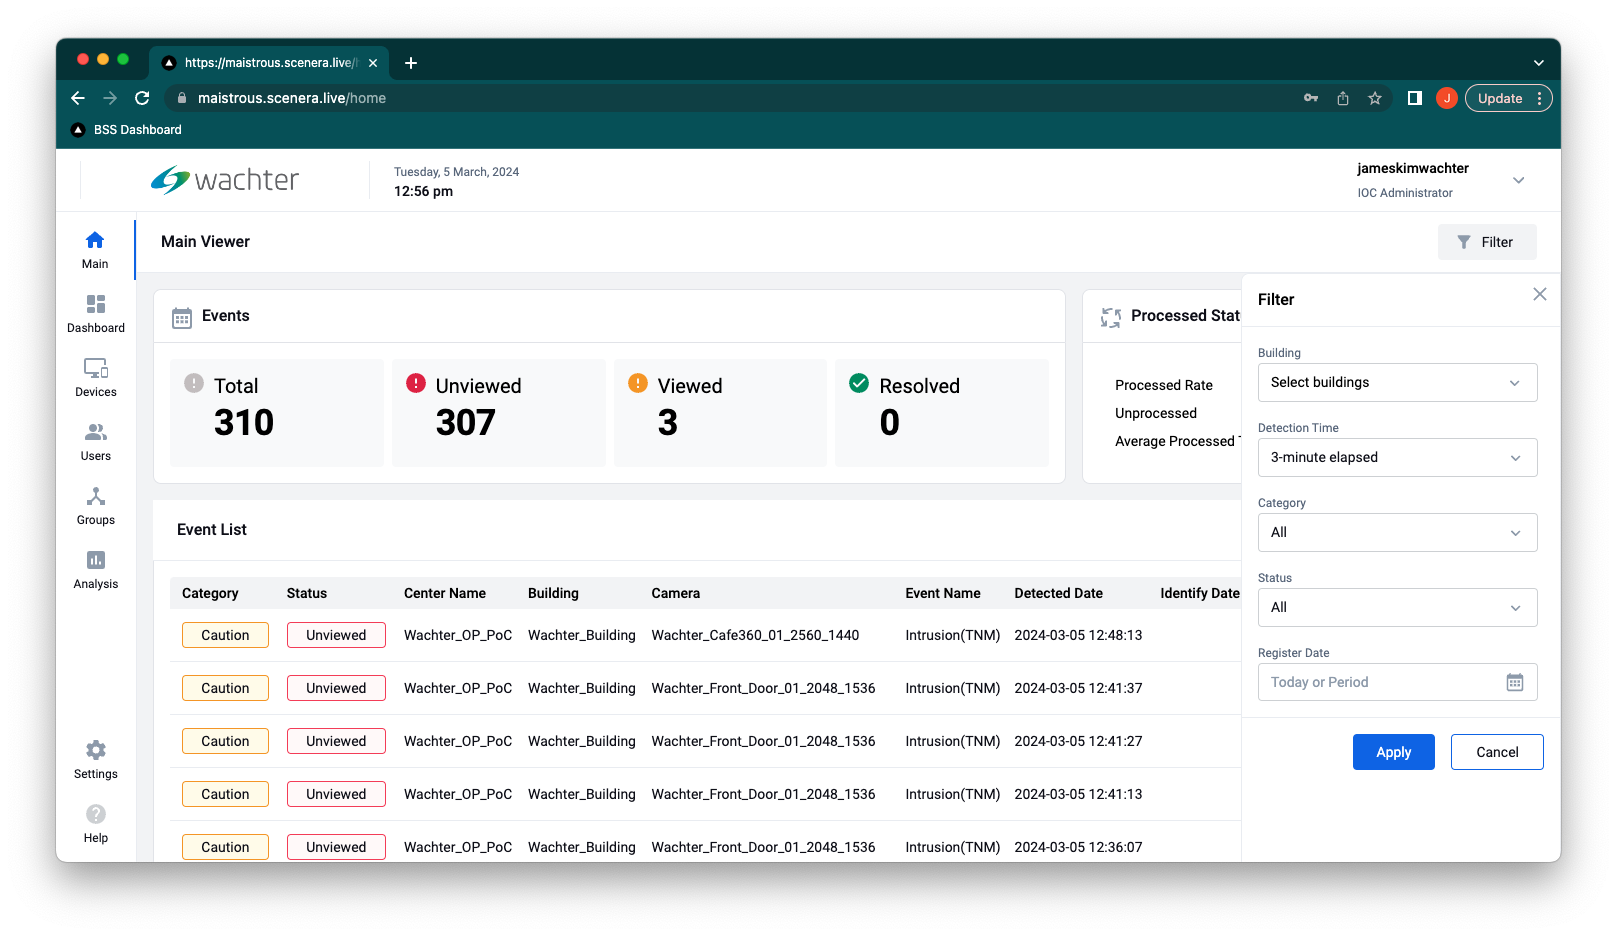 https://maistrous.scenera.live/
maistrous.scenera.live/home
J
Update
BSS Dashboard
wachter
Tuesday, 5 March, 2024
12:56 pm
jameskimwachter
IOC Administrator
Main
Dashboard
Devices
Users
Groups
Analysis
Settings
Help
Main Viewer
Filter
Events
Total
310
Unviewed
307
Viewed
3
Resolved
0
Processed Stat
Processed Rate
Unprocessed
Average Processed
Event List
Category Status Center Name Building Camera Event Name Detected Date Identify Date
Caution Unviewed Wachter_OP_PoC Wachter_Building Wachter_Cafe360_01_2560_1440 Intrusion(TNM) 2024-03-05 12:48:13
Caution Unviewed Wachter_OP_PoC Wachter_Building Wachter_Front_Door_01_2048_1536 Intrusion(TNM) 2024-03-05 12:41:37
Caution Unviewed Wachter_OP_PoC Wachter_Building Wachter_Front_Door_01_2048_1536 Intrusion(TNM) 2024-03-05 12:41:27
Caution Unviewed Wachter_OP_PoC Wachter_Building Wachter_Front_Door_01_2048_1536 Intrusion(TNM) 2024-03-05 12:41:13
Caution Unviewed Wachter_OP_PoC Wachter_Building Wachter_Front_Door_01_2048_1536 Intrusion(TNM) 2024-03-05 12:36:07
Filter
Building
Select buildings
Detection Time
3-minute elapsed
Category
All
Status
All
Register Date
Today or Period
Apply
Cancel